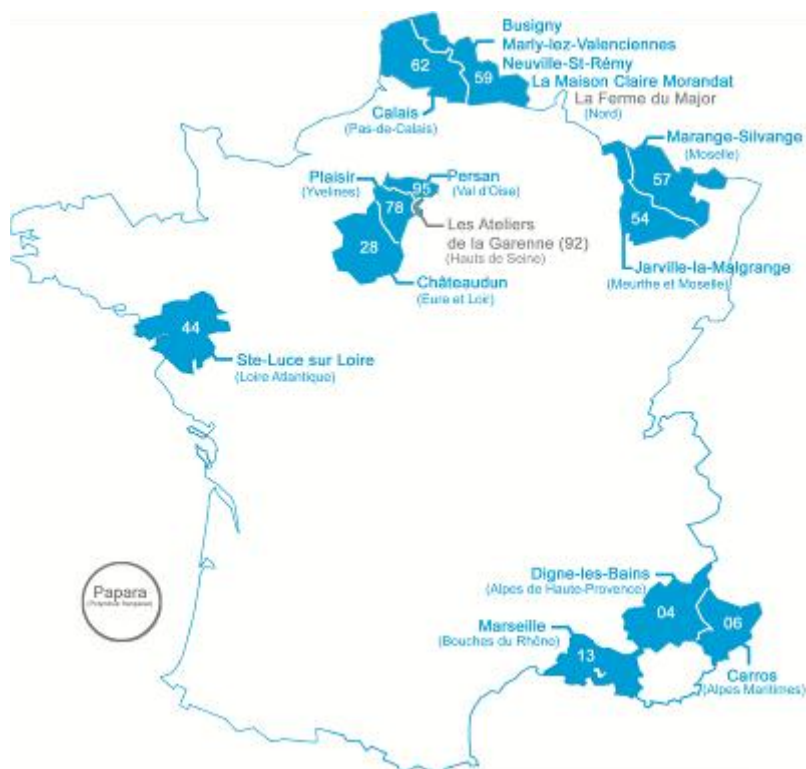 Busigny
Marly-lez-Valenciennes
Neuville-St-Rémy
La Maison Claire Morandat
La Ferme du Major
(Nord)
62
59
Calais
(Pas-de-Calais)
Marange-Silvange
(Moselle)
57
54
Jarville-la-Malgrange
(Meurthe et Moselle)
Plaisir
(Yvelines)
Persan
(Val d'Oise)
95
78
28
Les Ateliers
de la Garenne (92)
(Hauts de Seine)
Châteaudun
(Eure et Loir)
44
Ste-Luce sur Loire
(Loire Atlantique)
Papara
(Polynésie française)
Digne-les-Bains
(Alpes de Haute-Provence)
04
06
Marseille
(Bouches du Rhône)
13
Carros
(Alpes Maritimes)